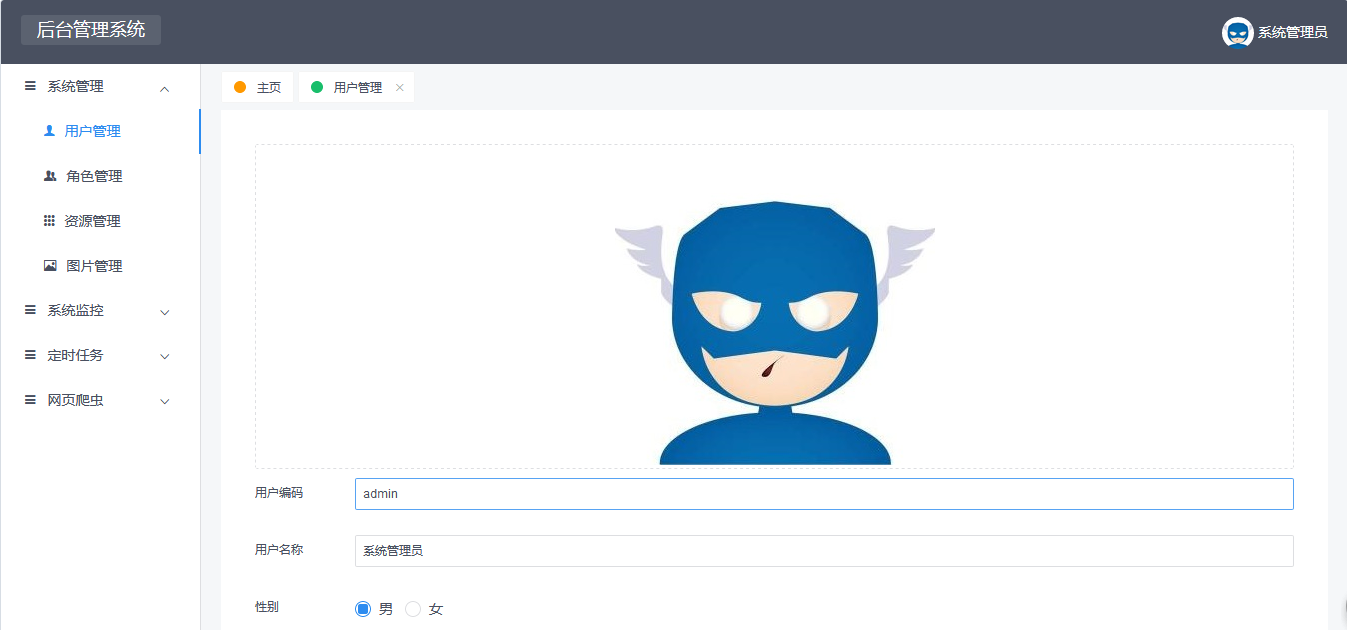 后台管理系统
系统管理员
系统管理
用户管理
角色管理
资源管理
图片管理
系统监控
定时任务
网页爬虫
主页
用户管理
用户编码
admin
用户名称
系统管理员
性别
男 女